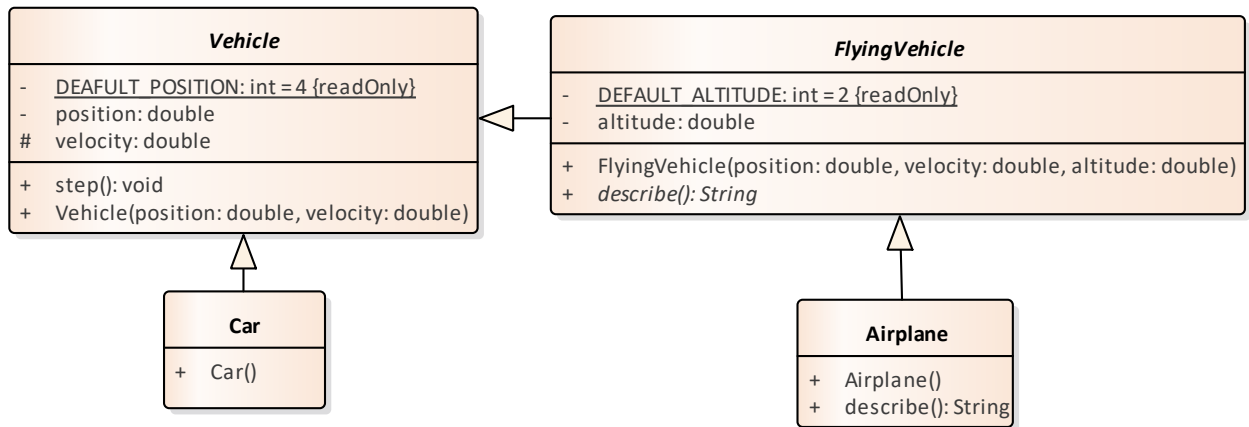 Vehicle
- DEAFULT_POSITION: int = 4 {readOnly}
- position: double
# velocity: double
+ step(): void
+ Vehicle(position: double, velocity: double)
FlyingVehicle
- DEFAULT_ALTITUDE: int = 2 {readOnly}
- altitude: double
+ FlyingVehicle(position: double, velocity: double, altitude: double)
+ describe(): String
Car
+ Car()
Airplane
+ Airplane()
+ describe(): String